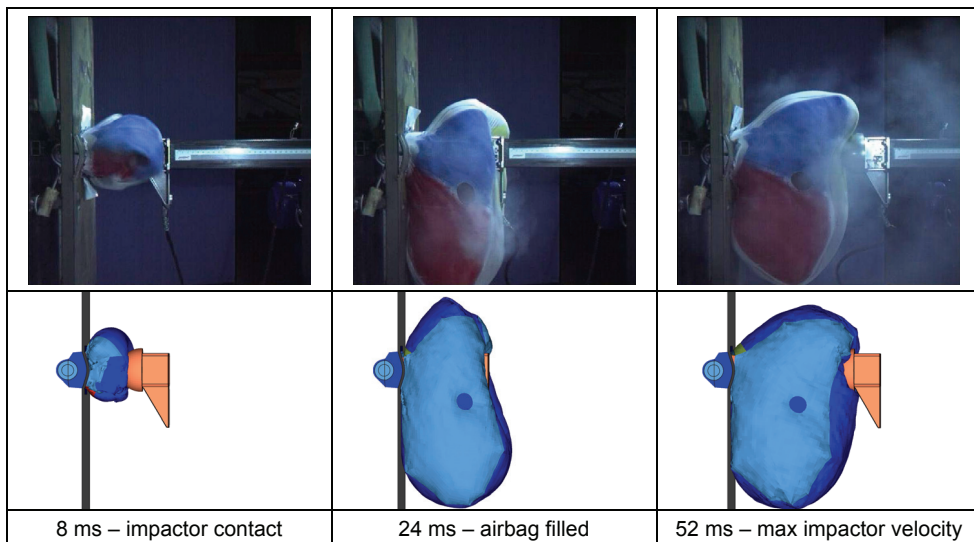 8 ms – impactor contact
24 ms – airbag filled
52 ms – max impactor velocity